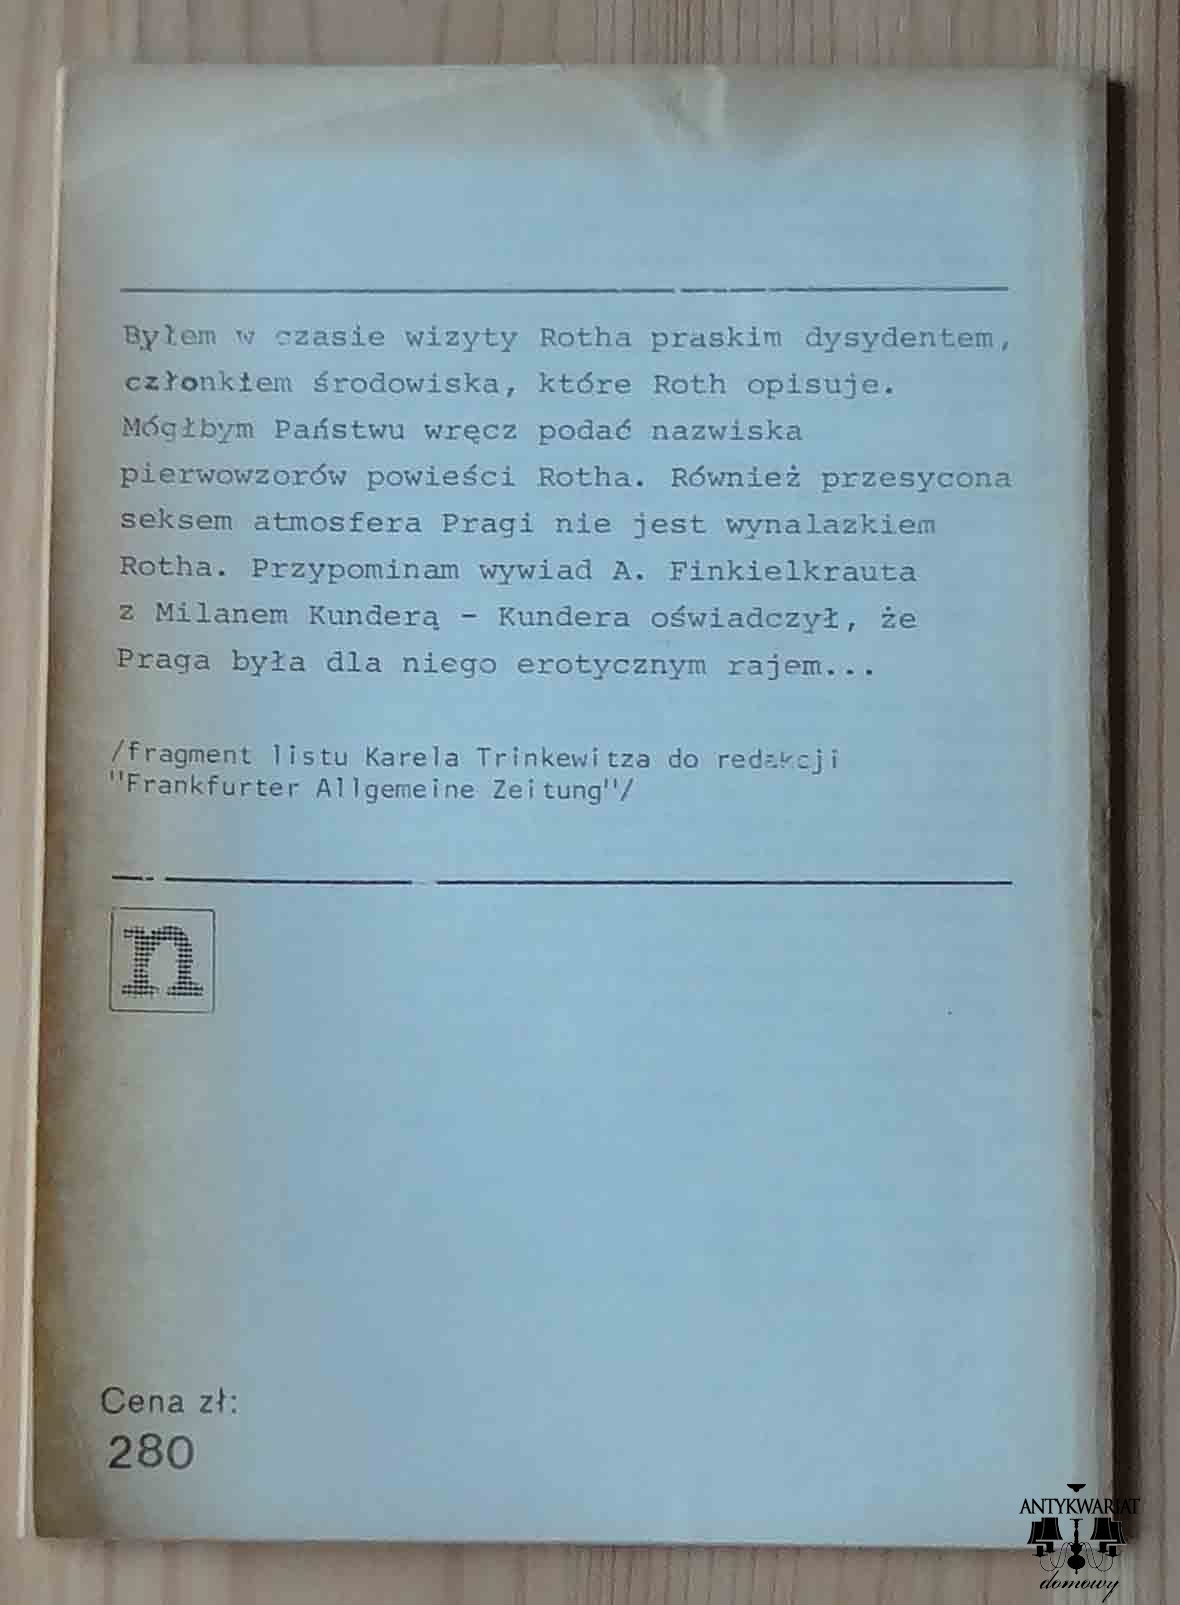 Byłem w czasie wizyty Rotha praskim dysydentem,
członkiem środowiska, które Roth opisuje.
Mógłbym Państwu wręcz podać nazwiska
pierwowzorów powieści Rotha. Również przesycona
seksem atmosfera Pragi nie jest wynalazkiem
Rotha. Przypominam wywiad A. Finkielkrauta
z Milanem Kunderą - Kundera oświadczył, że
Praga była dla niego erotycznym rajem...
/fragment listu Karela Trinkewitza do redakcji
"Frankfurter Allgemeine Zeitung"/
n
Cena zł:
280
ANTYKWARIAT
domowy